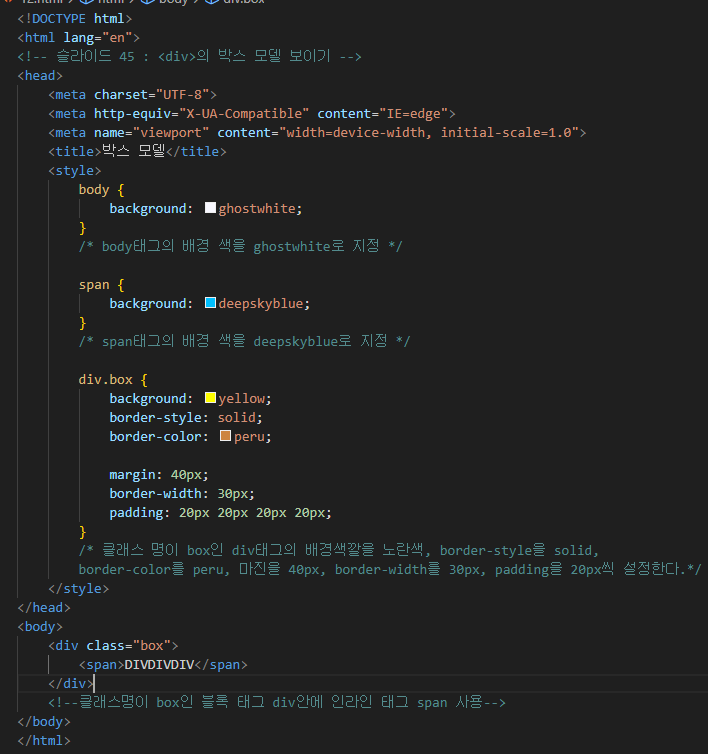 html > body > div.box
<!DOCTYPE html>
<html lang="en">
<!-- 슬라이드 45 : <div>의 박스 모델 보이기 -->
<head>
    <meta charset="UTF-8">
    <meta http-equiv="X-UA-Compatible" content="IE=edge">
    <meta name="viewport" content="width=device-width, initial-scale=1.0">
    <title>박스 모델</title>
    <style>
        body {
            background: ghostwhite;
        }
        /* body태그의 배경 색을 ghostwhite로 지정 */

        span {
            background: deepskyblue;
        }
        /* span태그의 배경 색을 deepskyblue로 지정 */

        div.box {
            background: yellow;
            border-style: solid;
            border-color: peru;

            margin: 40px;
            border-width: 30px;
            padding: 20px 20px 20px 20px;
        }
        /* 클래스 명이 box인 div태그의 배경색깔을 노란색, border-style을 solid,
        border-color를 peru, 마진을 40px, border-width를 30px, padding을 20px씩 설정한다.*/
    </style>
</head>
<body>
    <div class="box">
        <span>DIVDIVDIV</span>
    </div>
    <!--클래스명이 box인 블록 태그 div안에 인라인 태그 span 사용-->
</body>
</html>